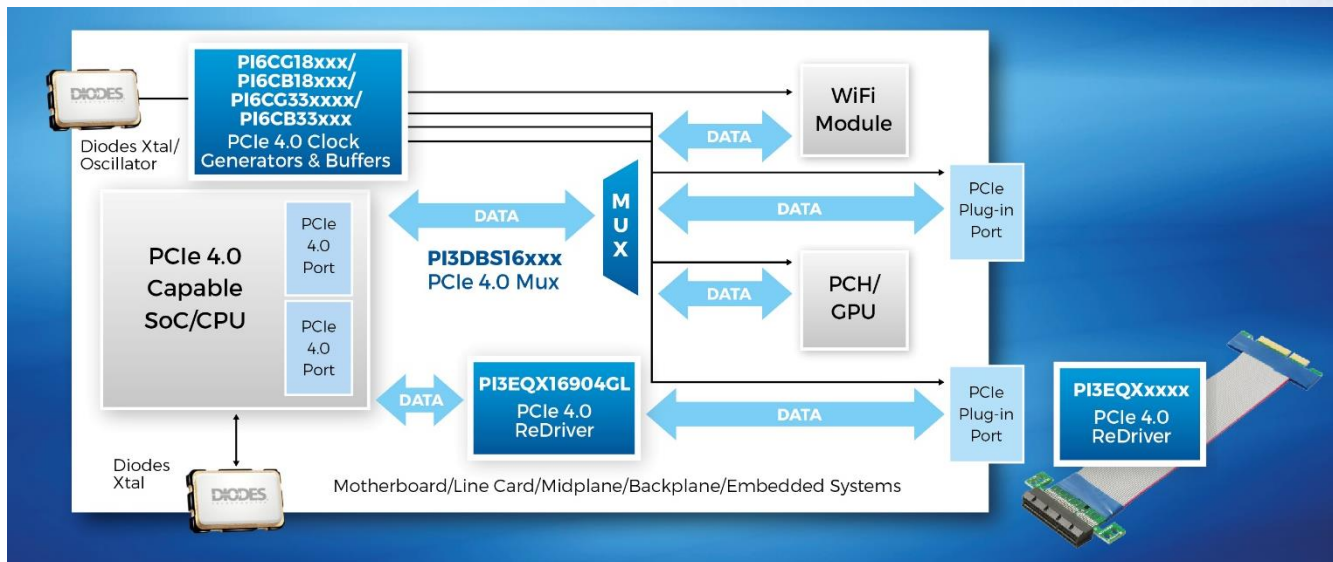 PI6CG18xxx/
PI6CB18xxx/
PI6CG33xxxx/
PI6CB33xxx
PCIe 4.0 Clock
Generators & Buffers
DIODES
Diodes Xtal/
Oscillator
WiFi
Module
DATA
PCIe
Plug-in
Port
DATA
MUX
DATA
PI3DBS16xxx
PCIe 4.0 Mux
PCIe 4.0
Capable
SoC/CPU
PCIe
4.0
Port
PCIe
4.0
Port
DATA
PCH/
GPU
DATA
PI3EQX16904GL
PCIe 4.0
ReDriver
DATA
PCIe
Plug-in
Port
PI3EQXxxxx
PCIe 4.0
ReDriver
Diodes
Xtal
DIODES
Motherboard/Line Card/Midplane/Backplane/Embedded Systems